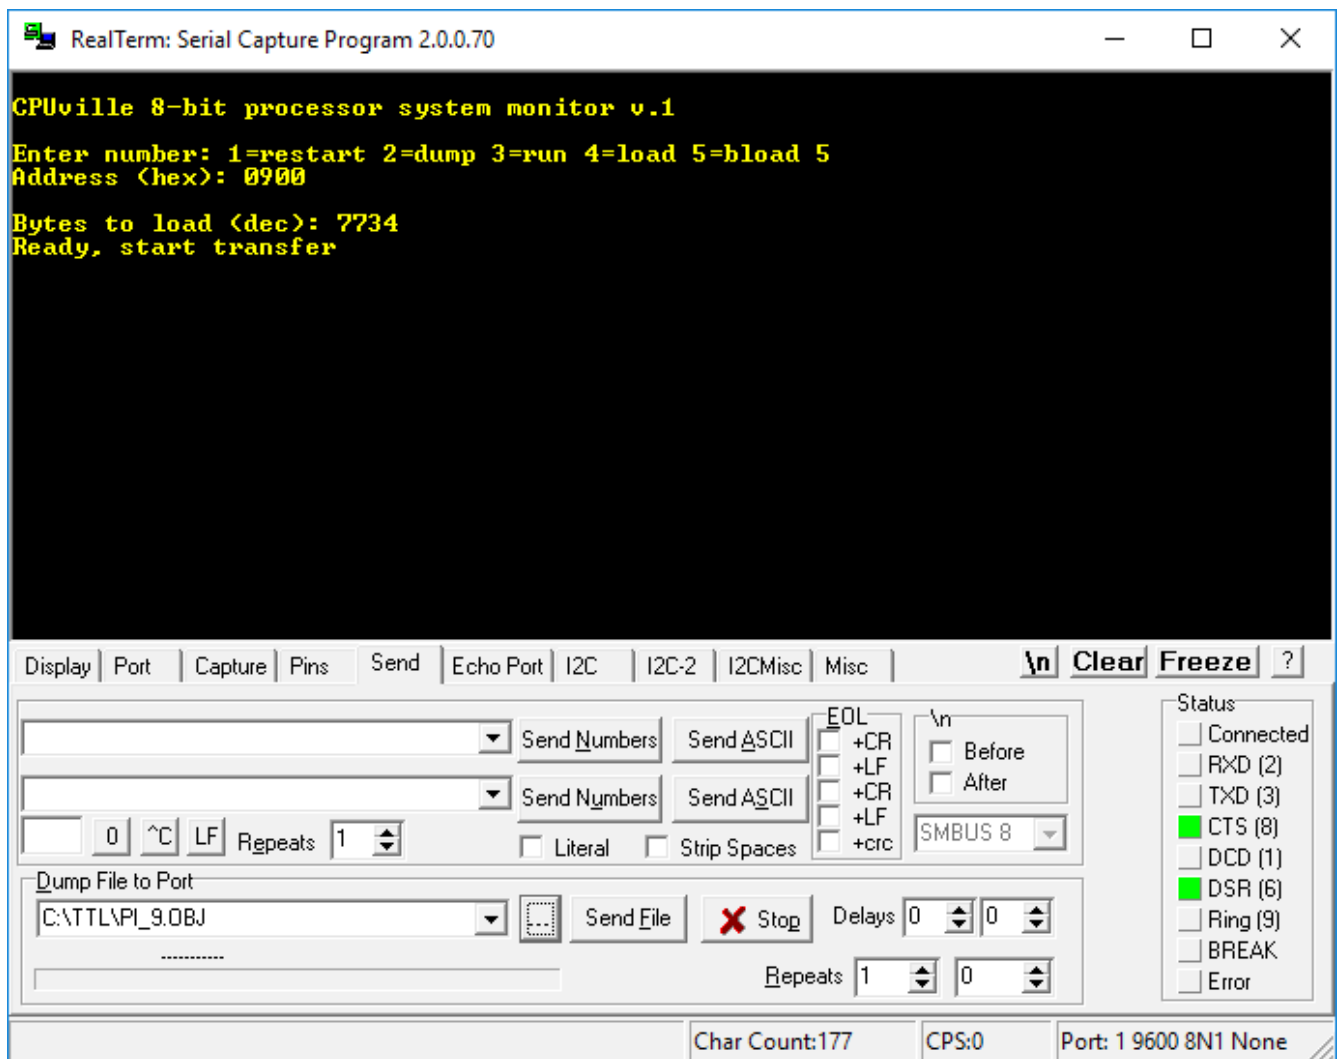 RealTerm: Serial Capture Program 2.0.0.70
CPUville 8-bit processor system monitor v.1
Enter number: 1=restart 2=dump 3=run 4=load 5=bload 5
Address (hex): 0900
Bytes to load (dec): 7734
Ready, start transfer
Display Port Capture Pins Send Echo Port I2C I2C-2 I2CMisc Misc \n Clear Freeze ?
Send Numbers Send ASCII
Send Numbers Send ASCII
0 ^C LF Repeats 1
Literal Strip Spaces
EOL
+CR
+LF
+CR
+LF
+crc
\n
Before
After
SMBUS 8
Dump File to Port
C:\TTL\PI_9.OBJ ... Send File Stop Delays 0 0
-----------
Repeats 1 0
Status
Connected
RXD (2)
TXD (3)
CTS (8)
DCD (1)
DSR (6)
Ring (9)
BREAK
Error
Char Count:177 CPS:0 Port: 1 9600 8N1 None